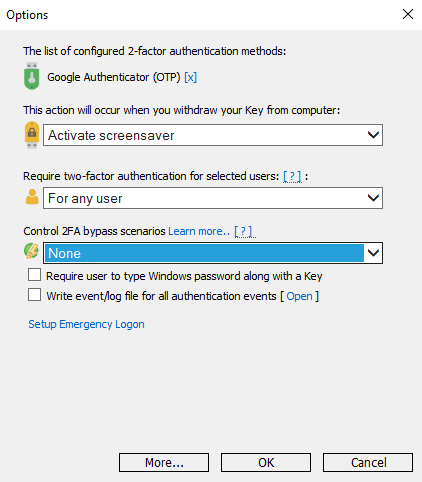 Options
The list of configured 2-factor authentication methods:
Google Authenticator (OTP) [x]
This action will occur when you withdraw your Key from computer:
Activate screensaver
Require two-factor authentication for selected users: [ ? ] :
For any user
Control 2FA bypass scenarios Learn more.. [ ? ]
None
Require user to type Windows password along with a Key
Write event/log file for all authentication events [ Open ]
Setup Emergency Logon
More... OK Cancel